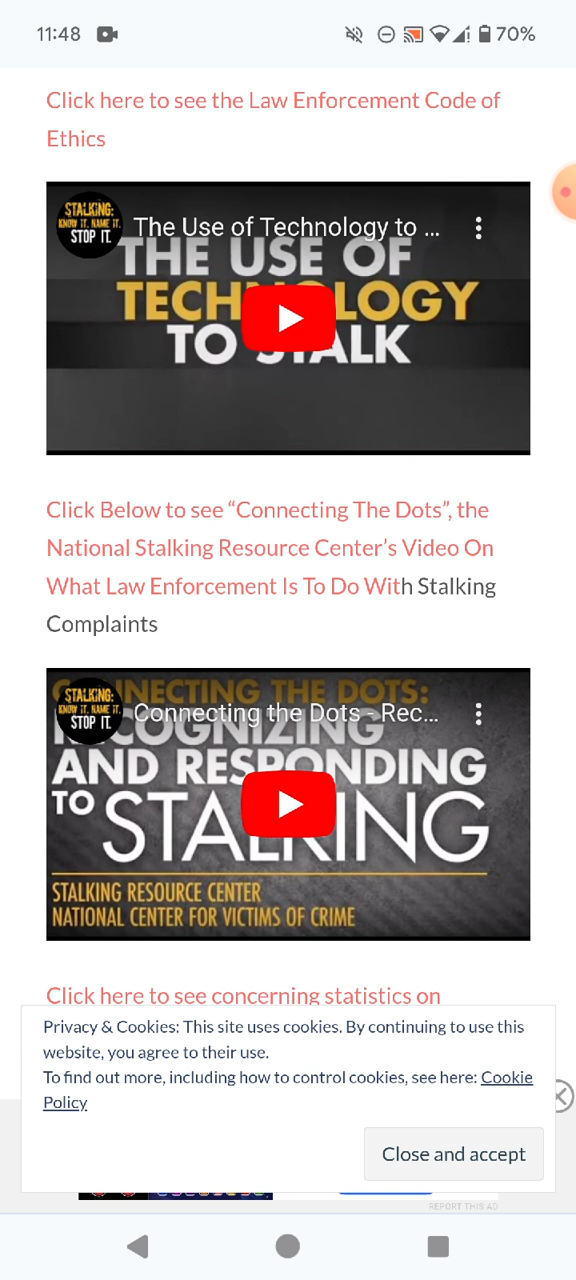 11:48
70%
Click here to see the Law Enforcement Code of
Ethics
STALKING:
KNOW IT. NAME IT.
STOP IT.
The Use of Technology to ...
THE USE OF
TECHNOLOGY
TO STALK
Click Below to see “Connecting The Dots”, the
National Stalking Resource Center’s Video On
What Law Enforcement Is To Do With Stalking
Complaints
STALKING:
KNOW IT. NAME IT.
STOP IT.
Connecting the Dots - Rec...
CONNECTING THE DOTS:
RECOGNIZING
AND RESPONDING
TO STALKING
STALKING RESOURCE CENTER
NATIONAL CENTER FOR VICTIMS OF CRIME
Click here to see concerning statistics on
Privacy & Cookies: This site uses cookies. By continuing to use this
website, you agree to their use.
To find out more, including how to control cookies, see here: Cookie
Policy
Close and accept
REPORT THIS AD